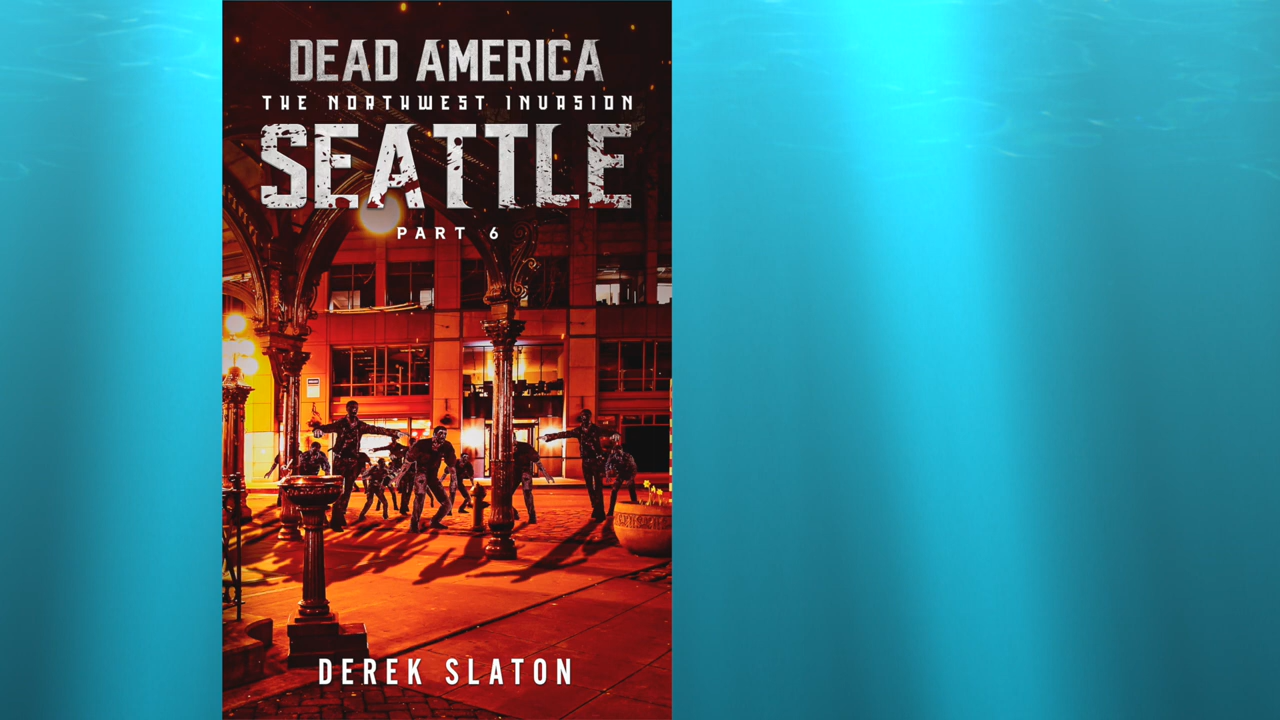 DEAD AMERICA
THE NORTHWEST INVASION
SEATTLE
PART 6
DEREK SLATON